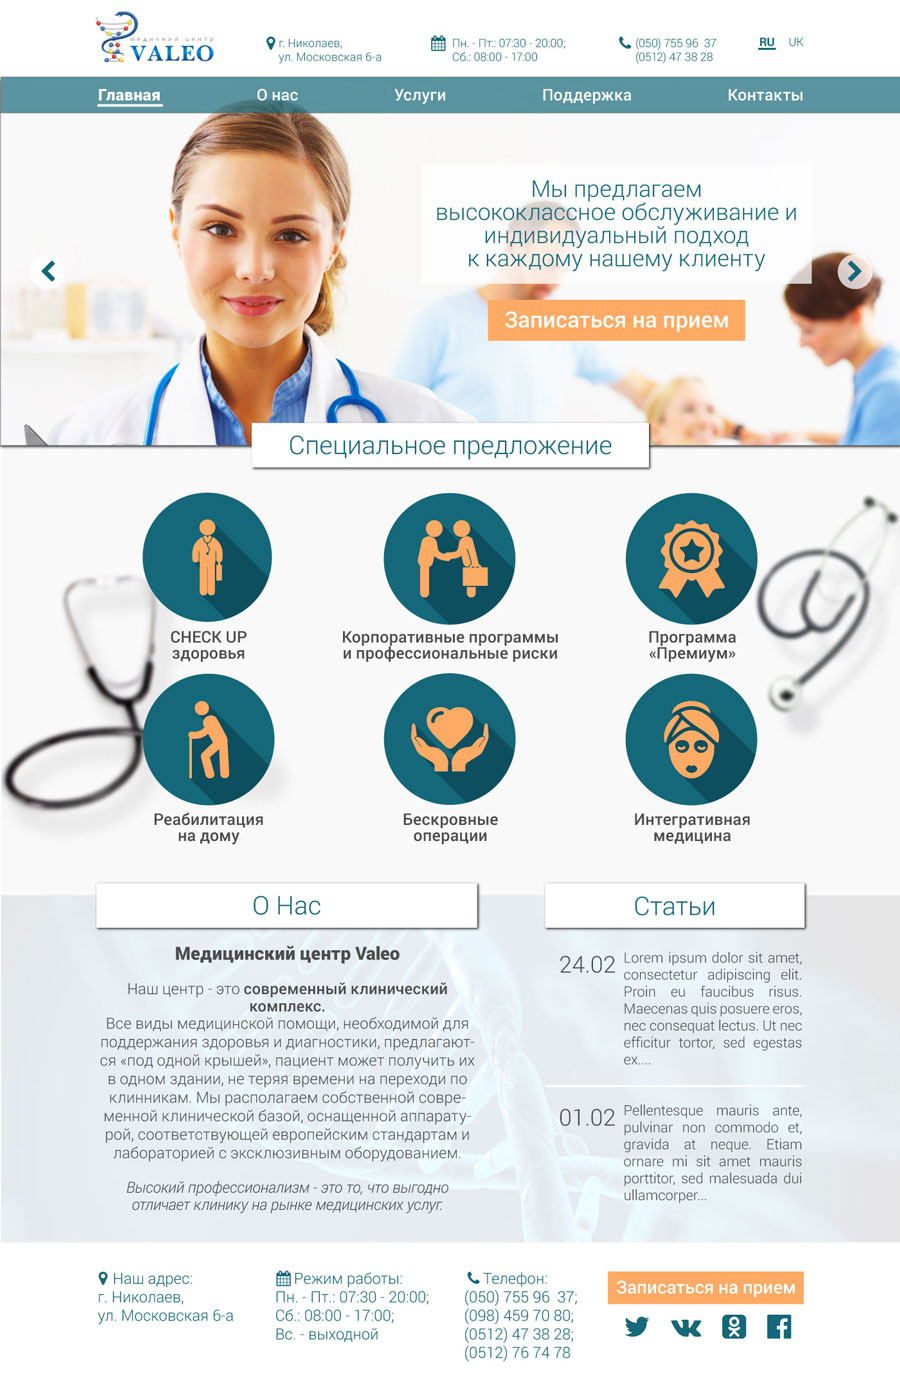 медичний центр
VALEO
г. Николаев,
ул. Московская 6-а
Пн. - Пт.: 07:30 - 20:00;
Сб.: 08:00 - 17:00
(050) 755 96 37
(0512) 47 38 28
RU UK
Главная О нас Услуги Поддержка Контакты
Мы предлагаем
высококлассное обслуживание и
индивидуальный подход
к каждому нашему клиенту
Записаться на прием
Специальное предложение
CHECK UP
здоровья
Корпоративные программы
и профессиональные риски
Программа
«Премиум»
Реабилитация
на дому
Бескровные
операции
Интегративная
медицина
О Нас
Медицинский центр Valeo
Наш центр - это современный клинический
комплекс.
Все виды медицинской помощи, необходимой для
поддержания здоровья и диагностики, предлагают-
ся «под одной крышей», пациент может получить их
в одном здании, не теряя времени на переходи по
клинникам. Мы располагаем собственной совре-
менной клинической базой, оснащенной аппарату-
рой, соответствующей европейским стандартам и
лабораторией с эксклюзивным оборудованием.
Высокий профессионализм - это то, что выгодно
отличает клинику на рынке медицинских услуг.
Статьи
24.02
Lorem ipsum dolor sit amet,
consectetur adipiscing elit.
Proin eu faucibus risus.
Maecenas quis posuere eros,
nec consequat lectus. Ut nec
efficitur tortor, sed egestas
ex....
01.02
Pellentesque mauris ante,
pulvinar non commodo et,
gravida at neque. Etiam
ornare mi sit amet mauris
porttitor, sed malesuada dui
ullamcorper...
Наш адрес:
г. Николаев,
ул. Московская 6-а
Режим работы:
Пн. - Пт.: 07:30 - 20:00;
Сб.: 08:00 - 17:00;
Вс. - выходной
Телефон:
(050) 755 96 37;
(098) 459 70 80;
(0512) 47 38 28;
(0512) 76 74 78
Записаться на прием